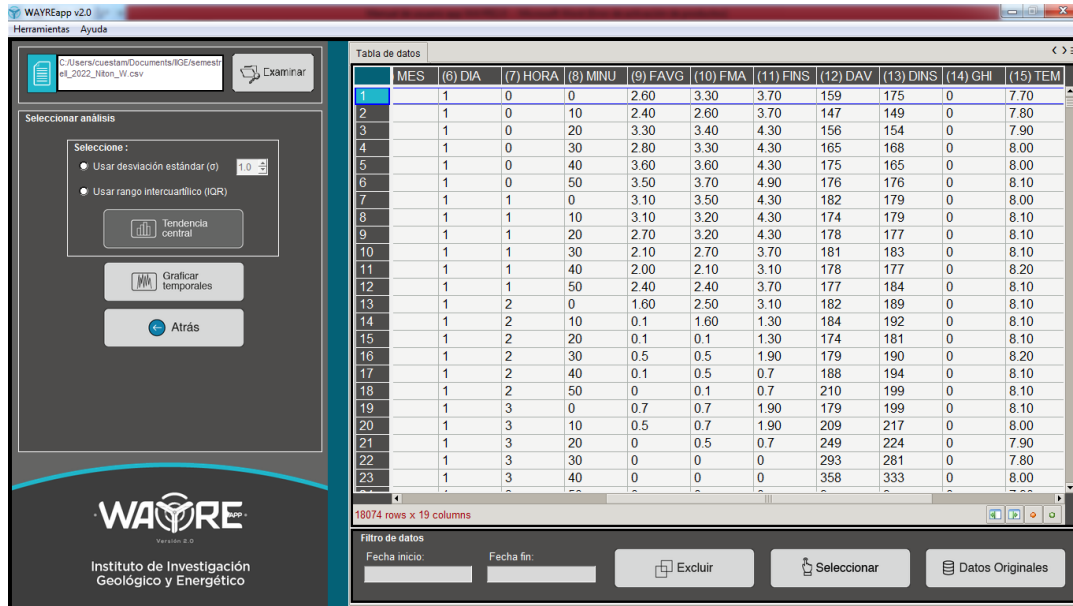 WAYREapp v2.0
Herramientas Ayuda
C:/Users/cuestam/Documents/IIGE/semestr
ell_2022_Niton_W.csv
Examinar
Seleccionar análisis
Seleccione :
Usar desviación estándar (σ) 1.0
Usar rango intercuartílico (IQR)
Tendencia
central
Graficar
temporales
Atrás
WAYRE APP
Versión 2.0
Instituto de Investigación
Geológico y Energético
Tabla de datos
MES (6) DIA (7) HORA (8) MINU (9) FAVG (10) FMA (11) FINS (12) DAV (13) DINS (14) GHI (15) TEM
1 1 0 0 2.60 3.30 3.70 159 175 0 7.70
2 1 0 10 2.40 2.60 3.70 147 149 0 7.80
3 1 0 20 3.30 3.40 4.30 156 154 0 7.90
4 1 0 30 2.80 3.30 4.30 165 168 0 8.00
5 1 0 40 3.60 3.60 4.30 175 165 0 8.00
6 1 0 50 3.50 3.70 4.90 176 176 0 8.10
7 1 1 0 3.10 3.50 4.30 182 179 0 8.00
8 1 1 10 3.10 3.20 4.30 174 179 0 8.10
9 1 1 20 2.70 3.20 4.30 178 177 0 8.10
10 1 1 30 2.10 2.70 3.70 181 183 0 8.10
11 1 1 40 2.00 2.10 3.10 178 177 0 8.20
12 1 1 50 2.40 2.40 3.70 177 184 0 8.10
13 1 2 0 1.60 2.50 3.10 182 189 0 8.10
14 1 2 10 0.1 1.60 1.30 184 192 0 8.10
15 1 2 20 0.1 0.1 1.30 174 181 0 8.10
16 1 2 30 0.5 0.5 1.90 179 190 0 8.20
17 1 2 40 0.1 0.5 0.7 188 194 0 8.10
18 1 2 50 0 0.1 0.7 210 199 0 8.10
19 1 3 0 0.7 0.7 1.90 179 199 0 8.10
20 1 3 10 0.5 0.7 1.90 209 217 0 8.00
21 1 3 20 0 0.5 0.7 249 224 0 7.90
22 1 3 30 0 0 0 293 281 0 7.80
23 1 3 40 0 0 0 358 333 0 8.00
18074 rows x 19 columns
Filtro de datos
Fecha inicio: Fecha fin:
Excluir
Seleccionar
Datos Originales